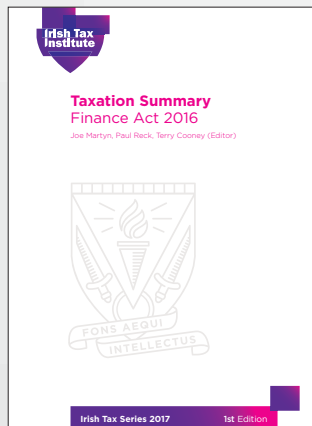 Irish Tax
Institute
Taxation Summary
Finance Act 2016
Joe Martyn, Paul Reck, Terry Cooney (Editor)
FONS AEQUI
INTELLECTUS
Irish Tax Series 2017 1st Edition